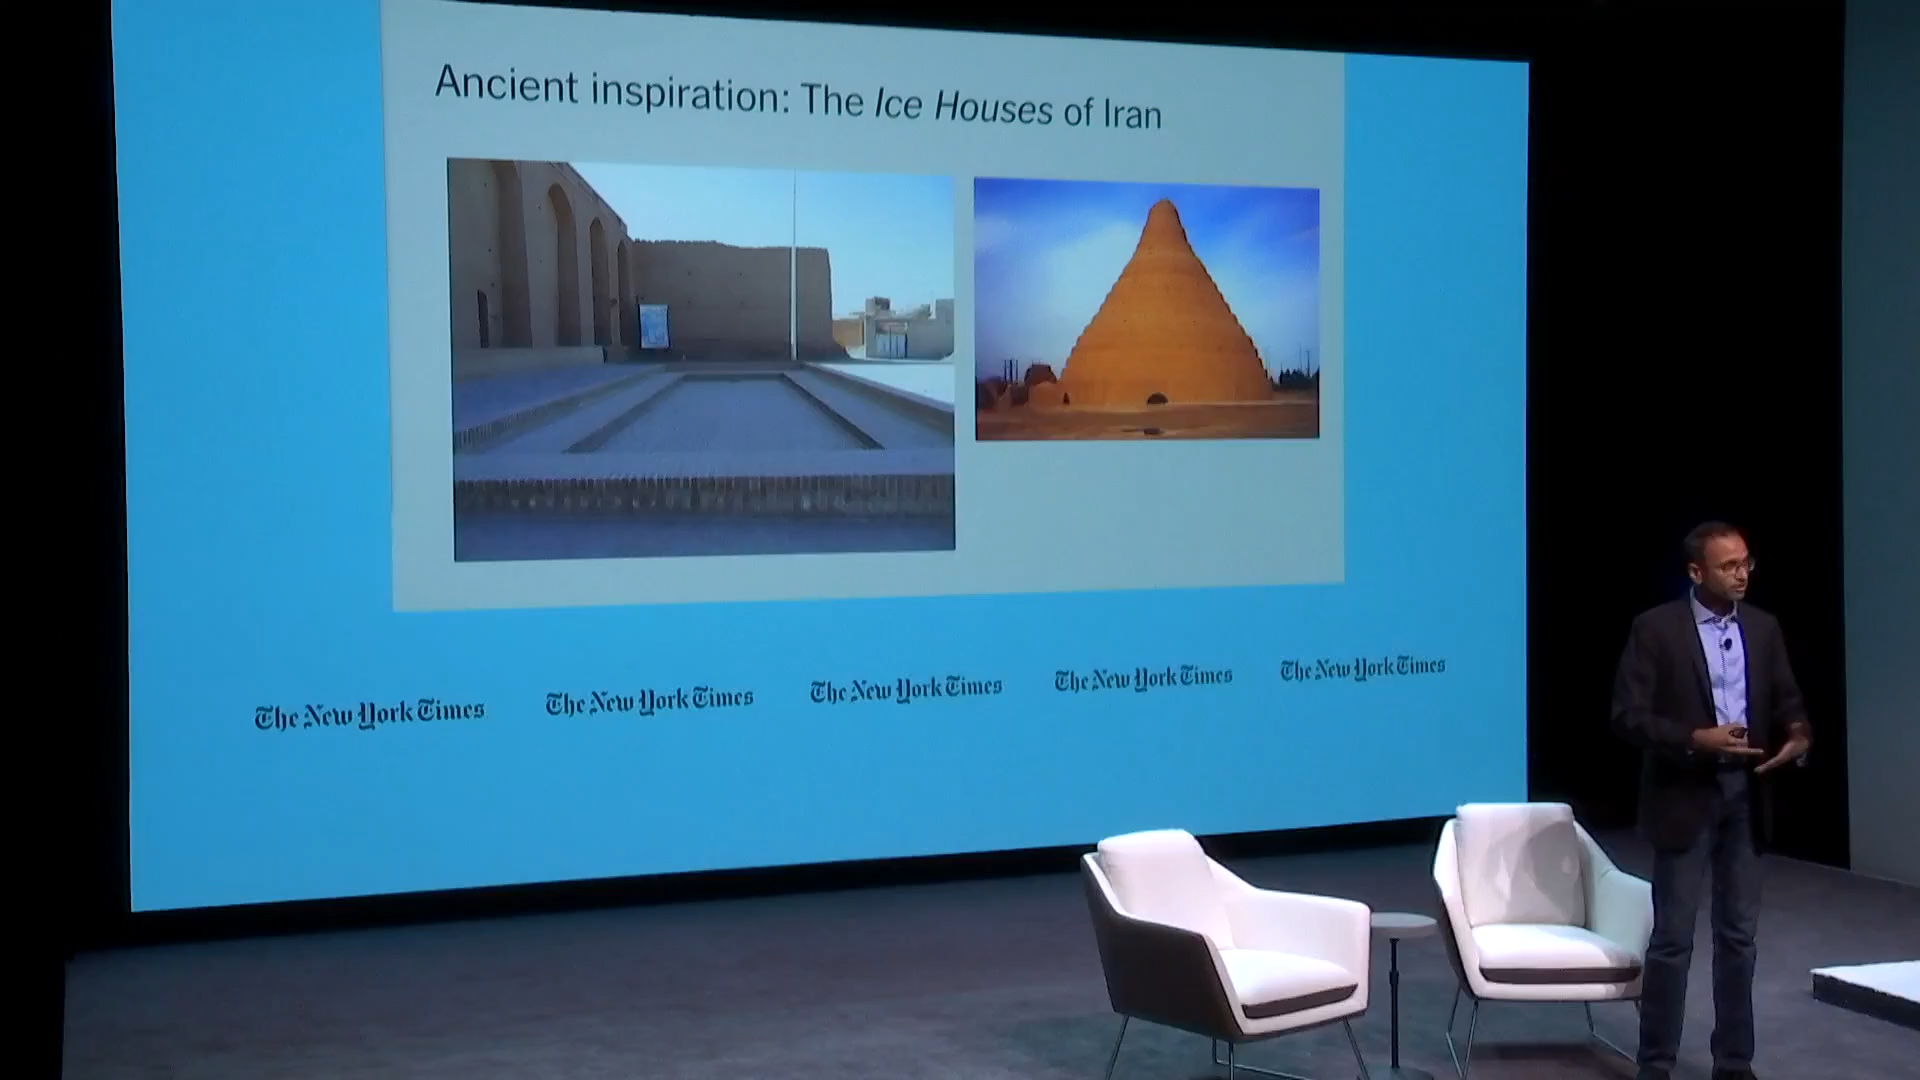 Ancient inspiration: The Ice Houses of Iran
The New York Times The New York Times The New York Times The New York Times The New York Times